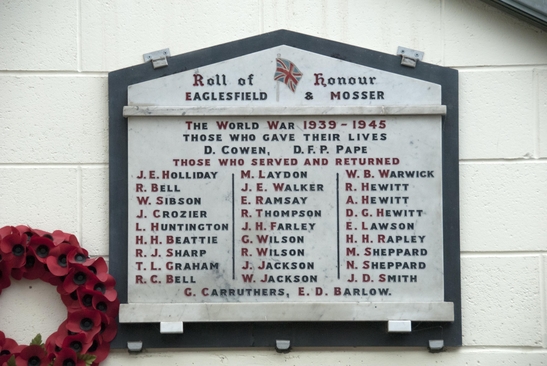 Roll of Honour
EAGLESFIELD & MOSSER
THE WORLD WAR 1939-1945
THOSE WHO GAVE THEIR LIVES
D. COWEN, D.F.P. PAPE
THOSE WHO SERVED AND RETURNED
J.E. HOLLIDAY
R. BELL
W. SIBSON
J. CROZIER
L. HUNTINGTON
H.H. BEATTIE
R.J. SHARP
T.L. GRAHAM
R.C. BELL
M. LAYDON
J.E. WALKER
E. RAMSAY
R. THOMPSON
J.H. FARLEY
G. WILSON
R. WILSON
J. JACKSON
W. JACKSON
W.B. WARWICK
R. HEWITT
A. HEWITT
D.G. HEWITT
E. LAWSON
H.H. RAPLEY
M. SHEPPARD
N. SHEPPARD
J.D. SMITH
G. CARRUTHERS, E.D. BARLOW.